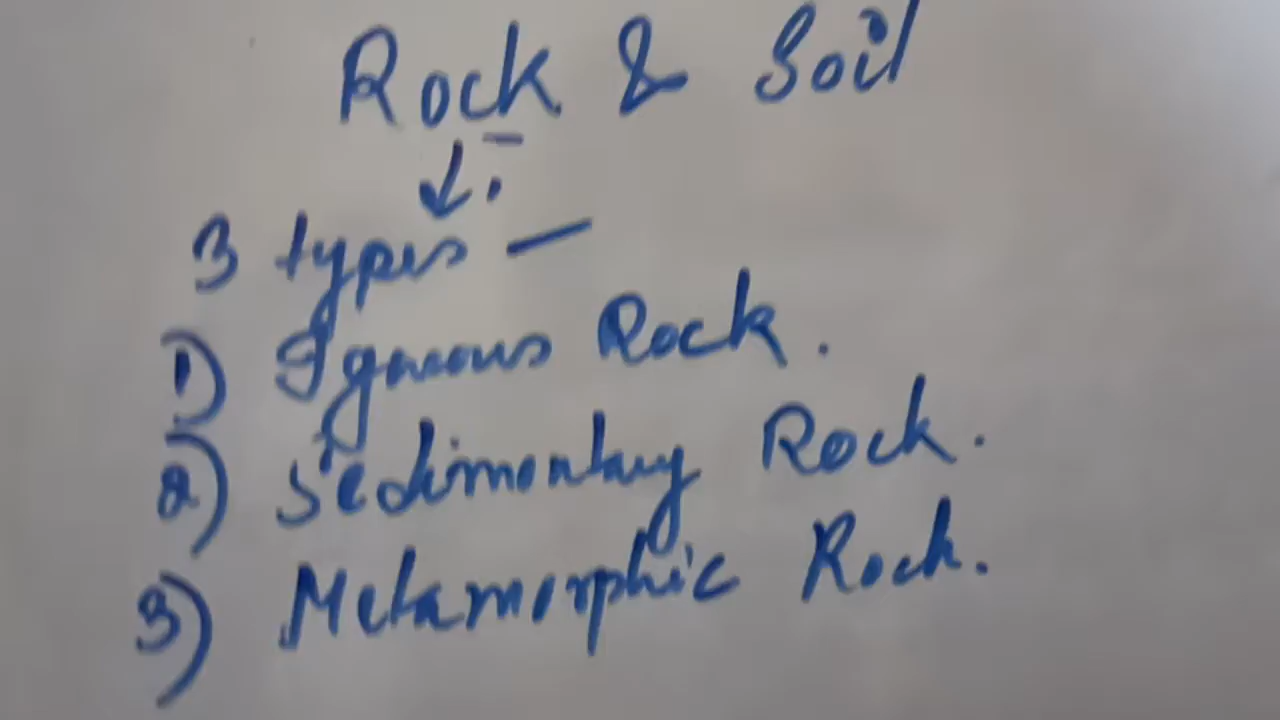 Rock & Soil
3 types —
1) Igneous Rock.
2) Sedimentary Rock.
3) Metamorphic Rock.